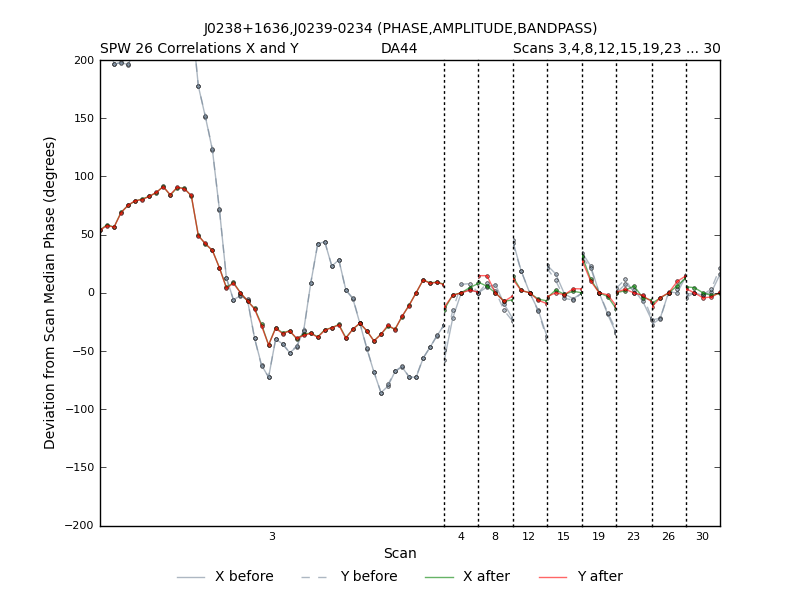 J0238+1636,J0239-0234 (PHASE,AMPLITUDE,BANDPASS)
SPW 26 Correlations X and Y DA44 Scans 3,4,8,12,15,19,23 ... 30
200
150
100
50
0
−50
−100
−150
−200
Deviation from Scan Median Phase (degrees)
3 4 8 12 15 19 23 26 30
Scan
X before Y before X after Y after